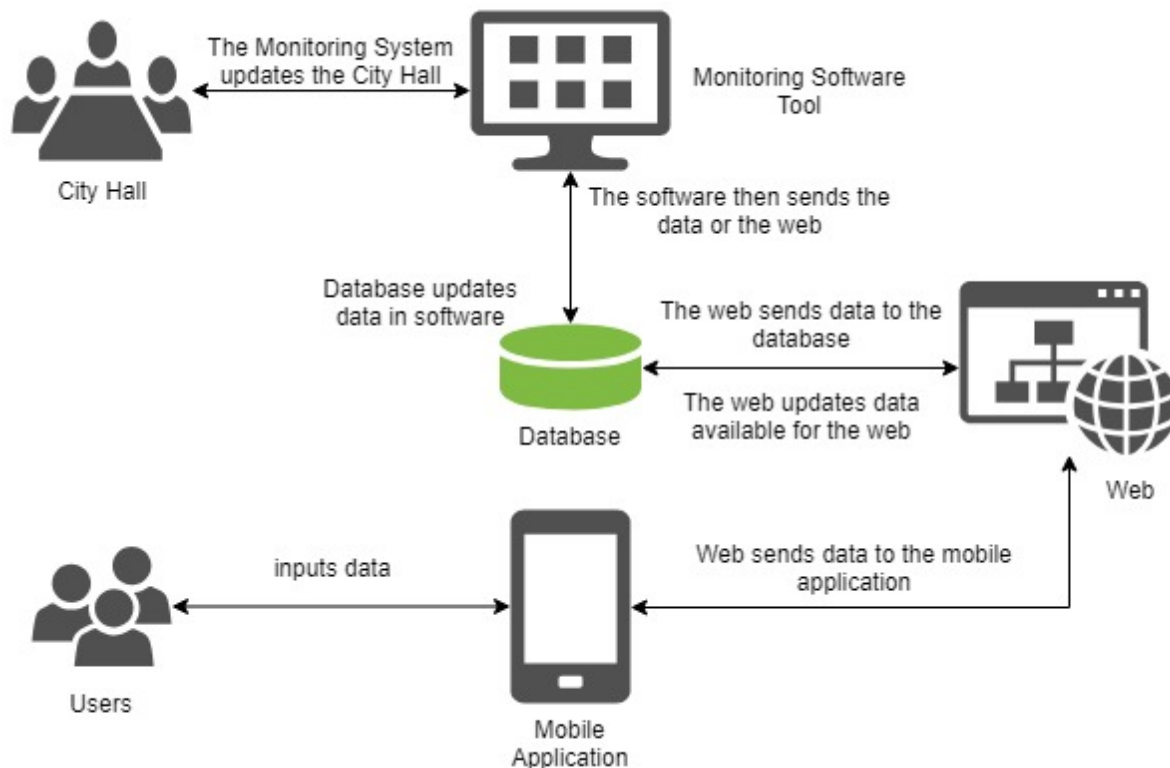 The Monitoring System
updates the City Hall
Monitoring Software
Tool
City Hall
The software then sends the
data or the web
Database updates
data in software
The web sends data to the
database
The web updates data
available for the web
Database
Web
inputs data
Web sends data to the mobile
application
Users
Mobile
Application